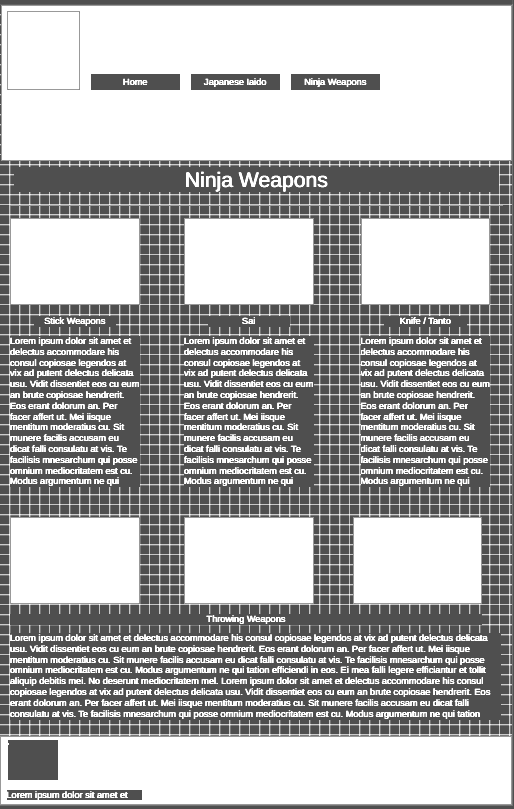 Home
Japanese Iaido
Ninja Weapons
Ninja Weapons
Stick Weapons
Sai
Knife / Tanto
Lorem ipsum dolor sit amet et
delectus accommodare his
consul copiosae legendos at
vix ad putent delectus delicata
usu. Vidit dissentiet eos cu eum
an brute copiosae hendrerit.
Eos erant dolorum an. Per
facer affert ut. Mei iisque
mentitum moderatius cu. Sit
munere facilis accusam eu
dicat falli consulatu at vis. Te
facilisis mnesarchum qui posse
omnium mediocritatem est cu.
Modus argumentum ne qui
Lorem ipsum dolor sit amet et
delectus accommodare his
consul copiosae legendos at
vix ad putent delectus delicata
usu. Vidit dissentiet eos cu eum
an brute copiosae hendrerit.
Eos erant dolorum an. Per
facer affert ut. Mei iisque
mentitum moderatius cu. Sit
munere facilis accusam eu
dicat falli consulatu at vis. Te
facilisis mnesarchum qui posse
omnium mediocritatem est cu.
Modus argumentum ne qui
Lorem ipsum dolor sit amet et
delectus accommodare his
consul copiosae legendos at
vix ad putent delectus delicata
usu. Vidit dissentiet eos cu eum
an brute copiosae hendrerit.
Eos erant dolorum an. Per
facer affert ut. Mei iisque
mentitum moderatius cu. Sit
munere facilis accusam eu
dicat falli consulatu at vis. Te
facilisis mnesarchum qui posse
omnium mediocritatem est cu.
Modus argumentum ne qui
Throwing Weapons
Lorem ipsum dolor sit amet et delectus accommodare his consul copiosae legendos at vix ad putent delectus delicata
usu. Vidit dissentiet eos cu eum an brute copiosae hendrerit. Eos erant dolorum an. Per facer affert ut. Mei iisque
mentitum moderatius cu. Sit munere facilis accusam eu dicat falli consulatu at vis. Te facilisis mnesarchum qui posse
omnium mediocritatem est cu. Modus argumentum ne qui tation efficiendi in eos. Ei mea falli legere efficiantur et tollit
aliquip debitis mei. No deserunt mediocritatem mel. Lorem ipsum dolor sit amet et delectus accommodare his consul
copiosae legendos at vix ad putent delectus delicata usu. Vidit dissentiet eos cu eum an brute copiosae hendrerit. Eos
erant dolorum an. Per facer affert ut. Mei iisque mentitum moderatius cu. Sit munere facilis accusam eu dicat falli
consulatu at vis. Te facilisis mnesarchum qui posse omnium mediocritatem est cu. Modus argumentum ne qui tation
Lorem ipsum dolor sit amet et